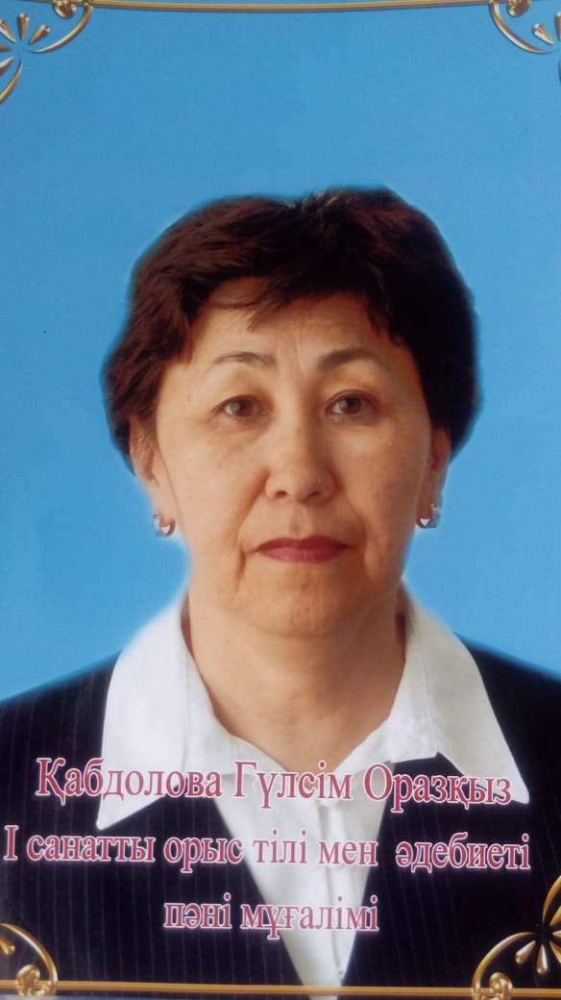 Қабдолова Гүлсім Оразқыз
I санатты орыс тілі мен әдебиеті
пәні мұғалімі